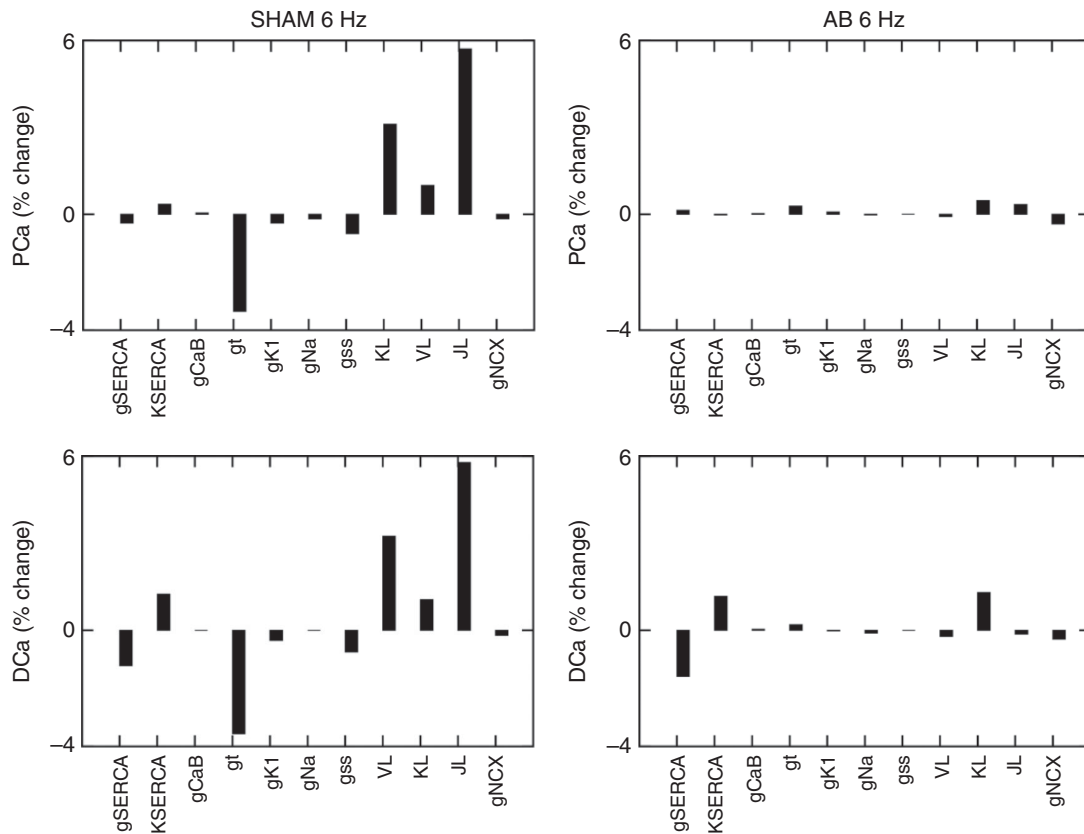 SHAM 6 Hz
PCa (% change)
6
0
−4
gSERCA
KSERCA
gCaB
gt
gK1
gNa
gss
KL
VL
JL
gNCX
AB 6 Hz
PCa (% change)
6
0
−4
gSERCA
KSERCA
gCaB
gt
gK1
gNa
gss
VL
KL
JL
gNCX
DCa (% change)
6
0
−4
gSERCA
KSERCA
gCaB
gt
gK1
gNa
gss
VL
KL
JL
gNCX
DCa (% change)
6
0
−4
gSERCA
KSERCA
gCaB
gt
gK1
gNa
gss
VL
KL
JL
gNCX